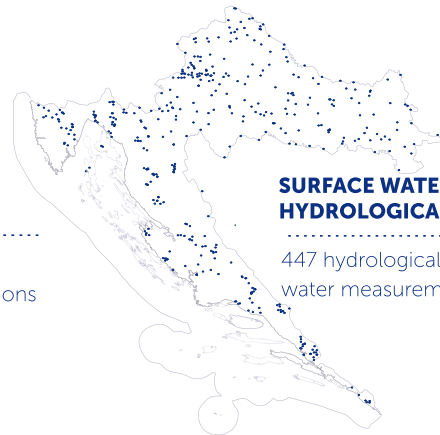 SURFACE WATE
HYDROLOGICA
447 hydrological
water measurem
ons